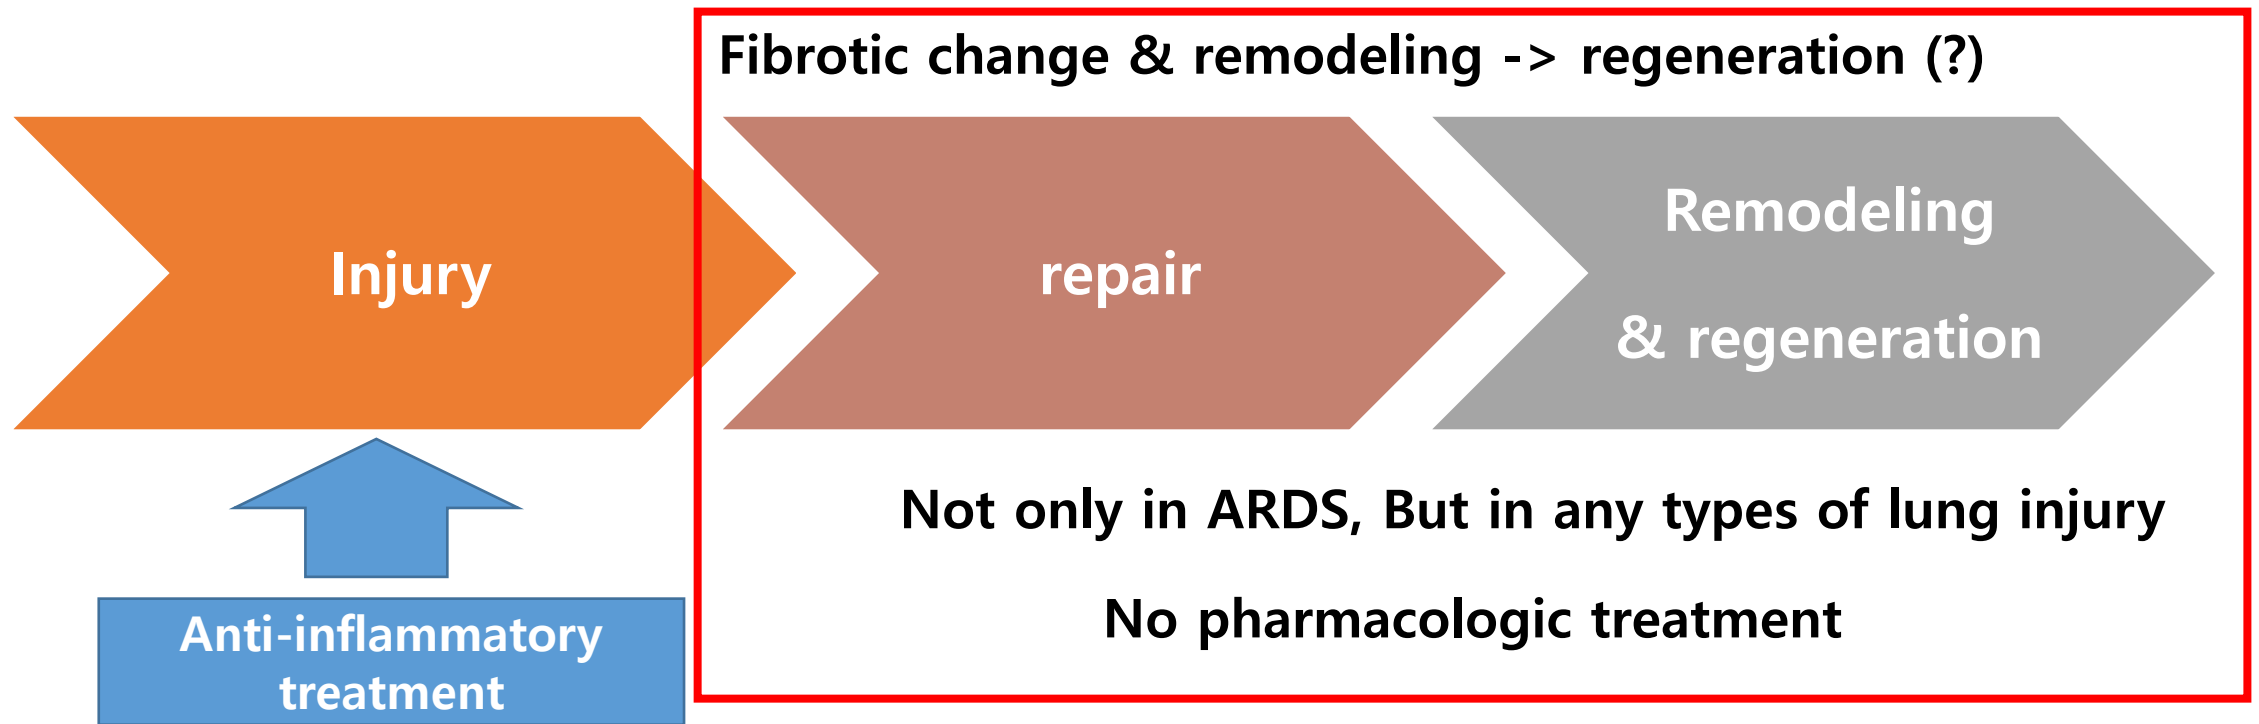 Fibrotic change & remodeling -> regeneration (?)
Injury
repair
Remodeling
& regeneration
Not only in ARDS, But in any types of lung injury
No pharmacologic treatment
Anti-inflammatory
treatment